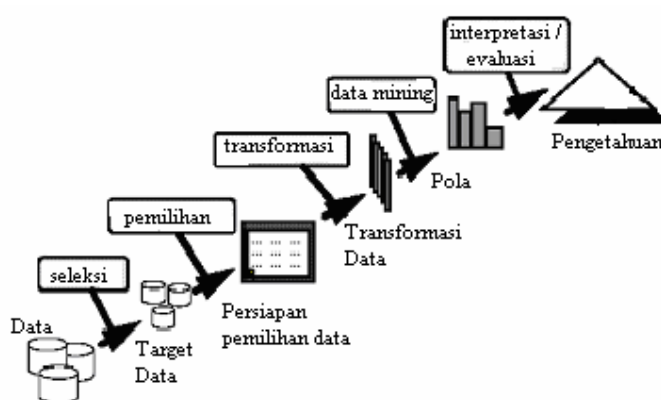 interpretasi /
evaluasi
data mining
Pengetahuan
transformasi
Pola
pemilihan
Transformasi
Data
seleksi
Persiapan
pemilihan data
Data
Target
Data